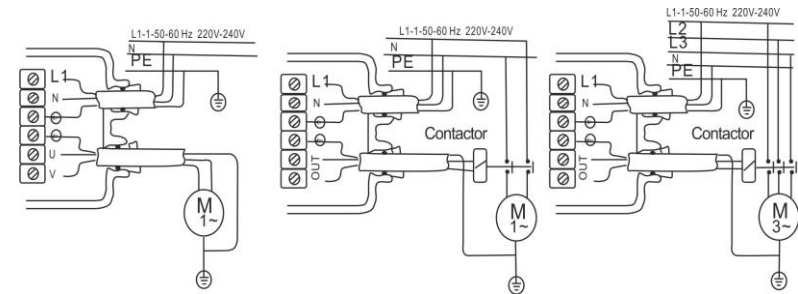 L1-1-50-60 Hz 220V-240V
PE
L1
N
U
V
M
1~
L1-1-50-60 Hz 220V-240V
N
PE
L1
N
Contactor
OUT
M
1~
L1-1-50-60 Hz 220V-240V
L2
L3
N
PE
L1
N
Contactor
OUT
M
3~